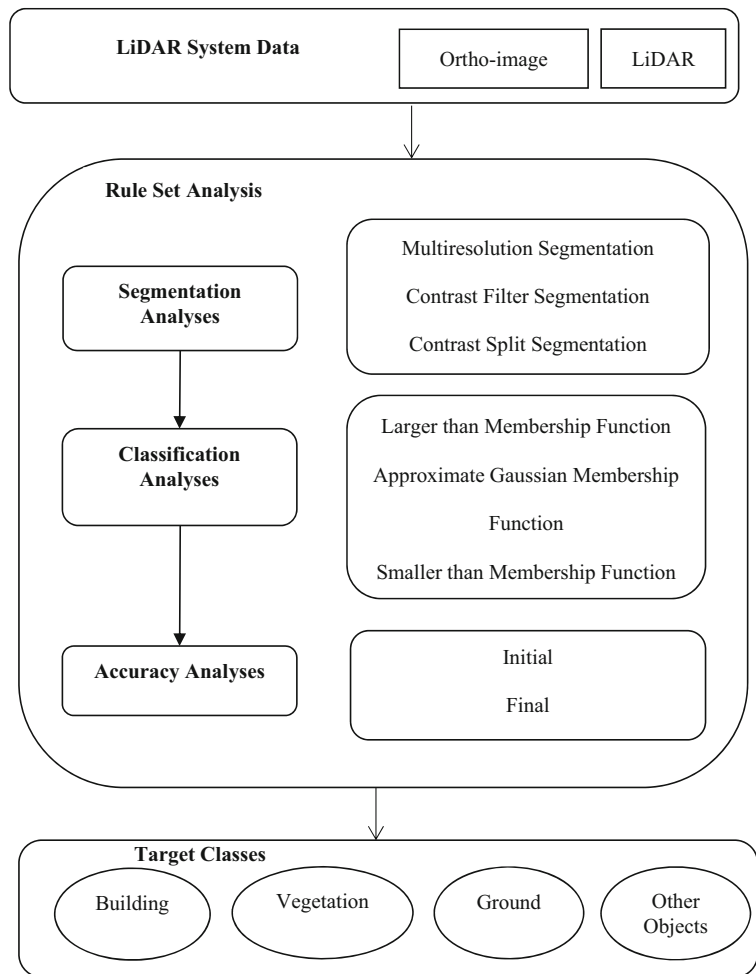 LiDAR System Data
Ortho-image
LiDAR
Rule Set Analysis
Segmentation
Analyses
Multiresolution Segmentation
Contrast Filter Segmentation
Contrast Split Segmentation
Classification
Analyses
Larger than Membership Function
Approximate Gaussian Membership
Function
Smaller than Membership Function
Accuracy Analyses
Initial
Final
Target Classes
Building
Vegetation
Ground
Other
Objects